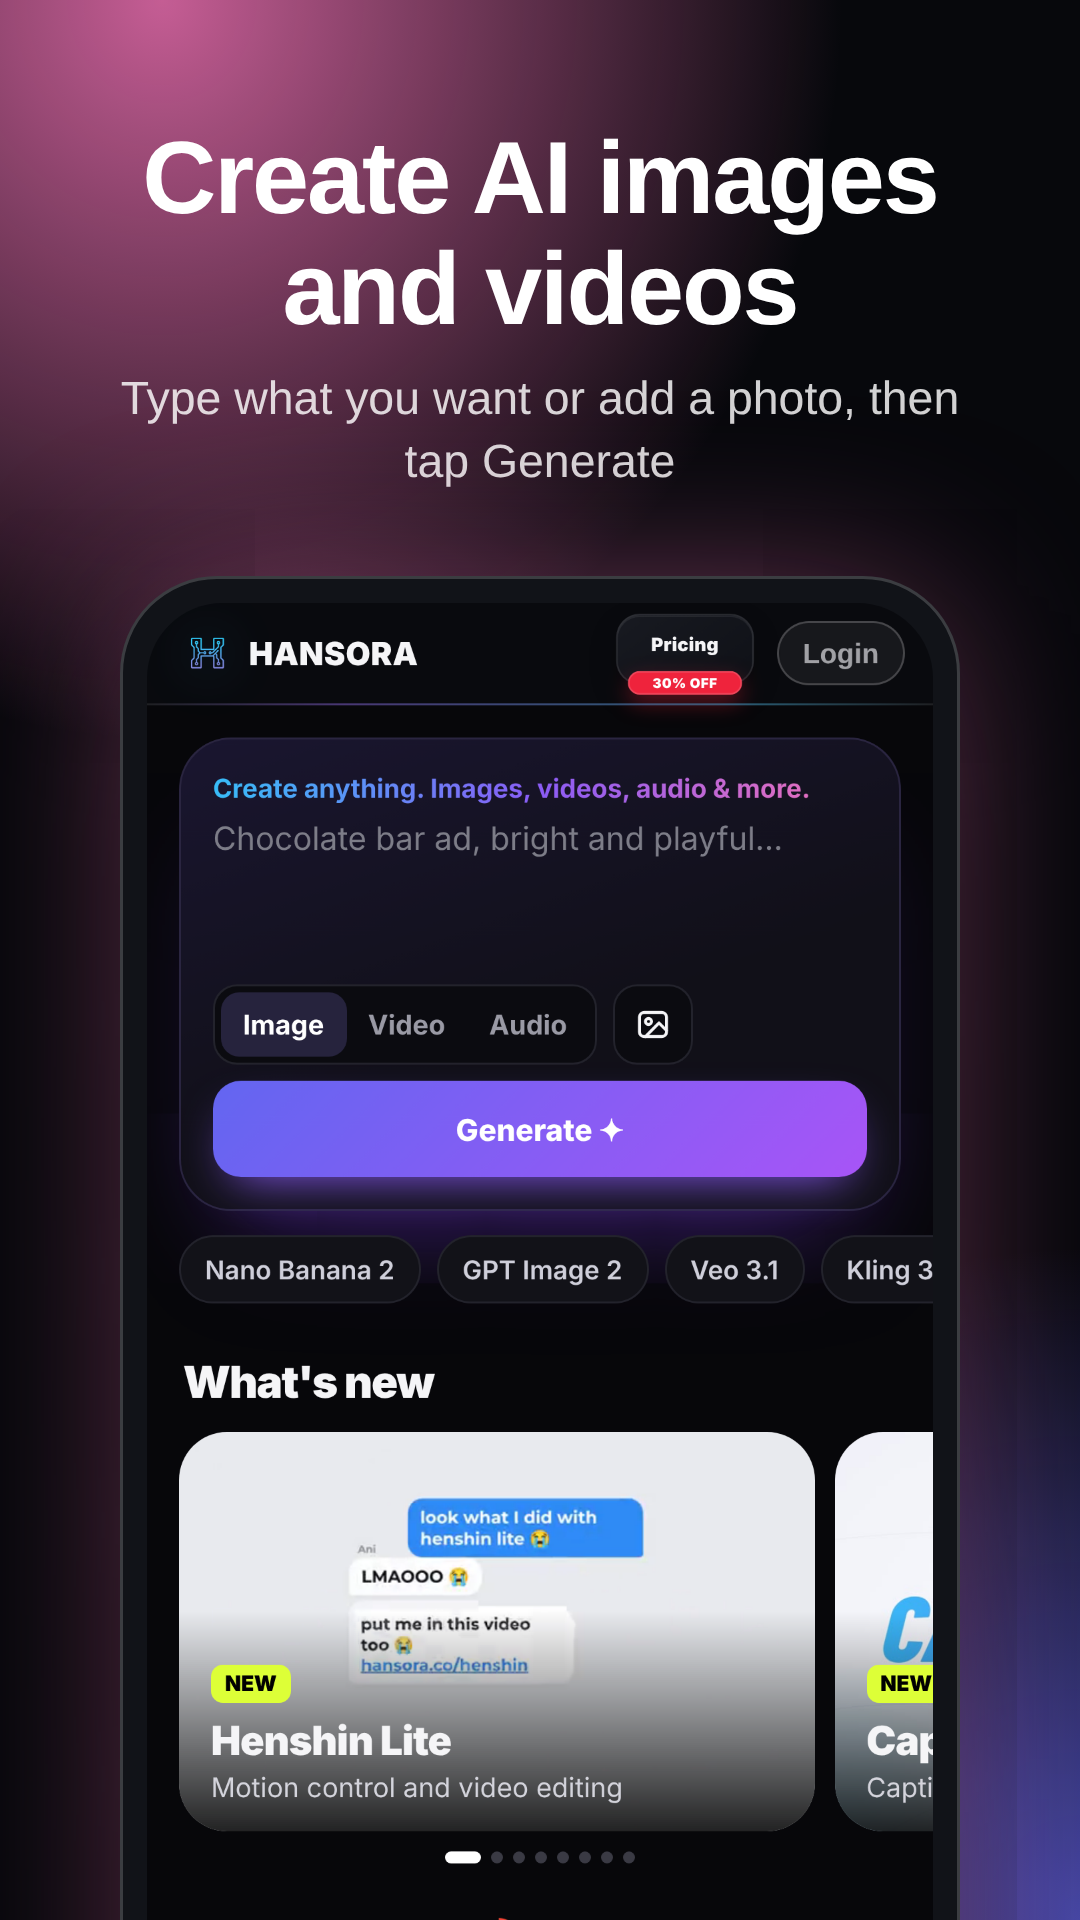 Create AI images
and videos
Type what you want or add a photo, then
tap Generate
HANSORA
Pricing
30% OFF
Login
Create anything. Images, videos, audio & more.
Chocolate bar ad, bright and playful...
Image
Video
Audio
Generate ✦
Nano Banana 2
GPT Image 2
Veo 3.1
Kling 3
What's new
look what I did with
henshin lite 😭
Ani
LMAOOO 😭
put me in this video
too 😭
hansora.co/henshin
NEW
Henshin Lite
Motion control and video editing
CA
NEW
Cap
Capti